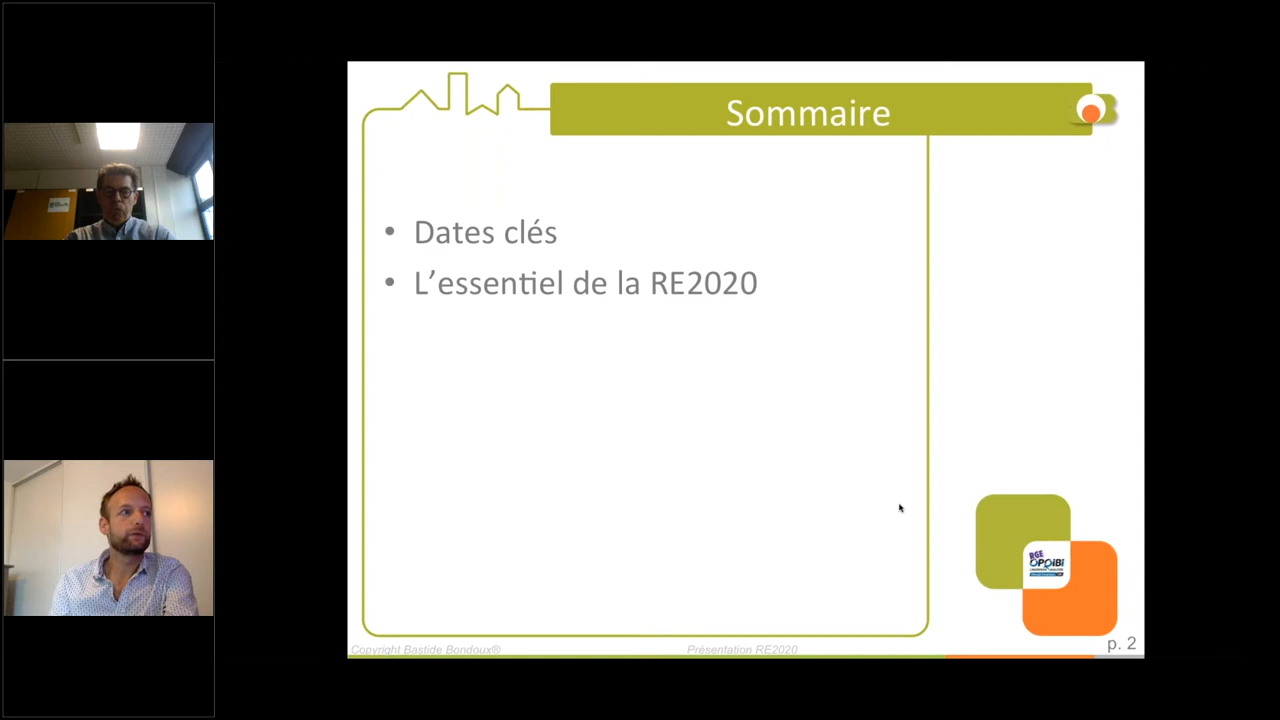 Sommaire
• Dates clés
• L’essentiel de la RE2020
RGE
OPQIBI
Copyright Bastide Bondoux®
Présentation RE2020
p. 2